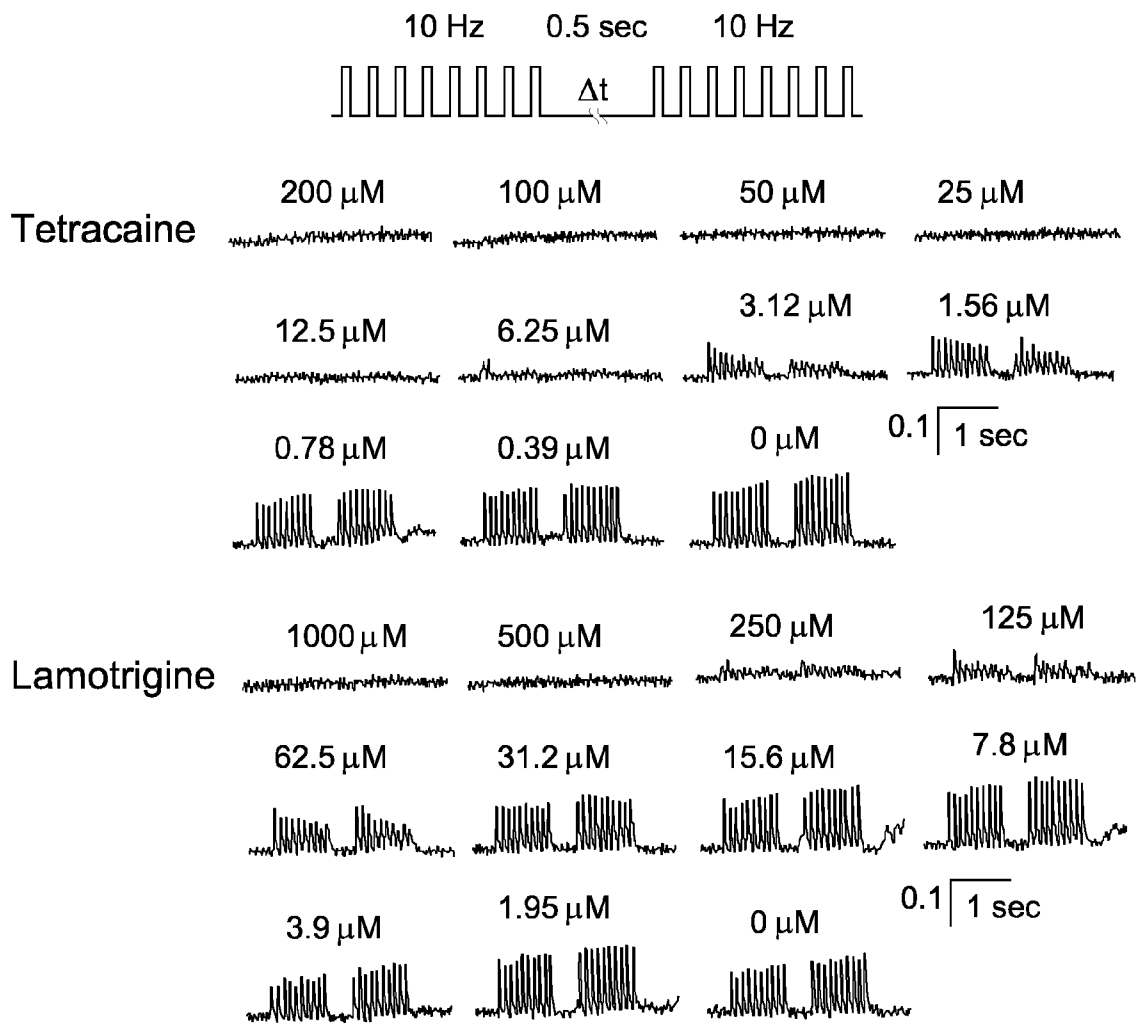 10 Hz 0.5 sec 10 Hz
Δt
200 μM 100 μM 50 μM 25 μM
Tetracaine
12.5 μM 6.25 μM 3.12 μM 1.56 μM
0.78 μM 0.39 μM 0 μM 0.1 1 sec
1000 μM 500 μM 250 μM 125 μM
Lamotrigine
62.5 μM 31.2 μM 15.6 μM 7.8 μM
0.1 1 sec
3.9 μM 1.95 μM 0 μM